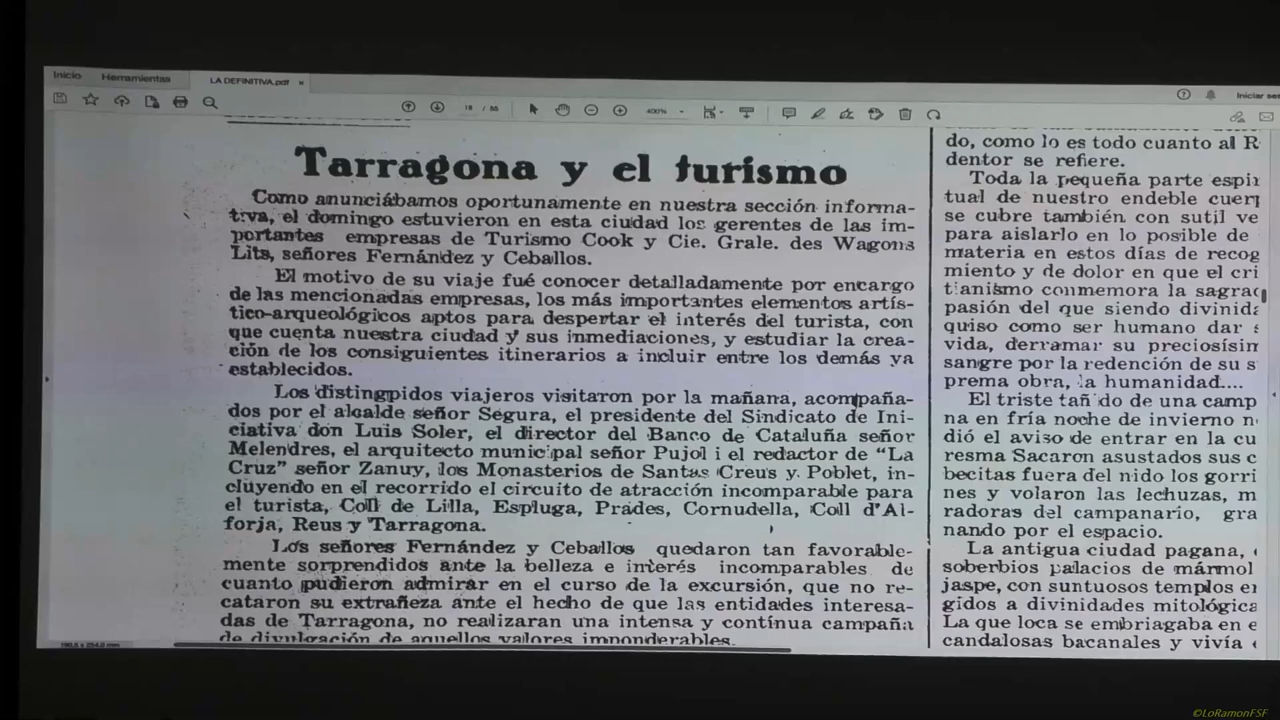 Inicio Herramientas LA DEFINITIVA.pdf
Iniciar ses
400%
Tarragona y el turismo
Como anunciábamos oportunamente en nuestra sección informa-
tiva, el domingo estuvieron en esta ciudad los gerentes de las im-
portantes empresas de Turismo Cook y Cie. Grale. des Wagons
Lits, señores Fernández y Ceballos.
El motivo de su viaje fué conocer detalladamente por encargo
de las mencionadas empresas, los más importantes elementos artís-
tico-arqueológicos aptos para despertar el interés del turista, con
que cuenta nuestra ciudad y sus inmediaciones, y estudiar la crea-
ción de los consiguientes itinerarios a incluir entre los demás ya
establecidos.
Los distingpidos viajeros visitaron por la mañana, acompaña-
dos por el alcalde señor Segura, el presidente del Sindicato de Ini-
ciativa don Luis Soler, el director del Banco de Cataluña señor
Melendres, el arquitecto municipal señor Pujol i el redactor de "La
Cruz" señor Zanuy, los Monasterios de Santas Creus y Poblet, in-
cluyendo en el recorrido el circuito de atracción incomparable para
el turista, Coll de Lilla, Espluga, Prades, Cornudella, Coll d'Al-
forja, Reus y Tarragona.
Los señores Fernández y Ceballos quedaron tan favorable-
mente sorprendidos ante la belleza e interés incomparables de
cuanto pudieron admirar en el curso de la excursión, que no re-
cataron su extrañeza ante el hecho de que las entidades interesa-
das de Tarragona, no realizaran una intensa y contínua campaña
de divulgación de aquellos valores imponderables.
do, como lo es todo cuanto al R
dentor se refiere.
Toda la pequeña parte espir
tual de nuestro endeble cuerp
se cubre también con sutil ve
para aislarlo en lo posible de
materia en estos días de recog
miento y de dolor en que el cri
tianismo conmemora la sagrac
pasión del que siendo divinida
quiso como ser humano dar s
vida, derramar su preciosísim
sangre por la redención de su s
prema obra, la humanidad....
El triste tañido de una camp
na en fría noche de invierno n
dió el aviso de entrar en la cu
resma Sacaron asustados sus c
becitas fuera del nido los gorri
nes y volaron las lechuzas, m
radoras del campanario, gra
nando por el espacio.
La antigua ciudad pagana,
soberbios palacios de mármol
jaspe, con suntuosos templos er
gidos a divinidades mitológica
La que loca se embriagaba en e
candalosas bacanales y vivía
©LoRamonFSF